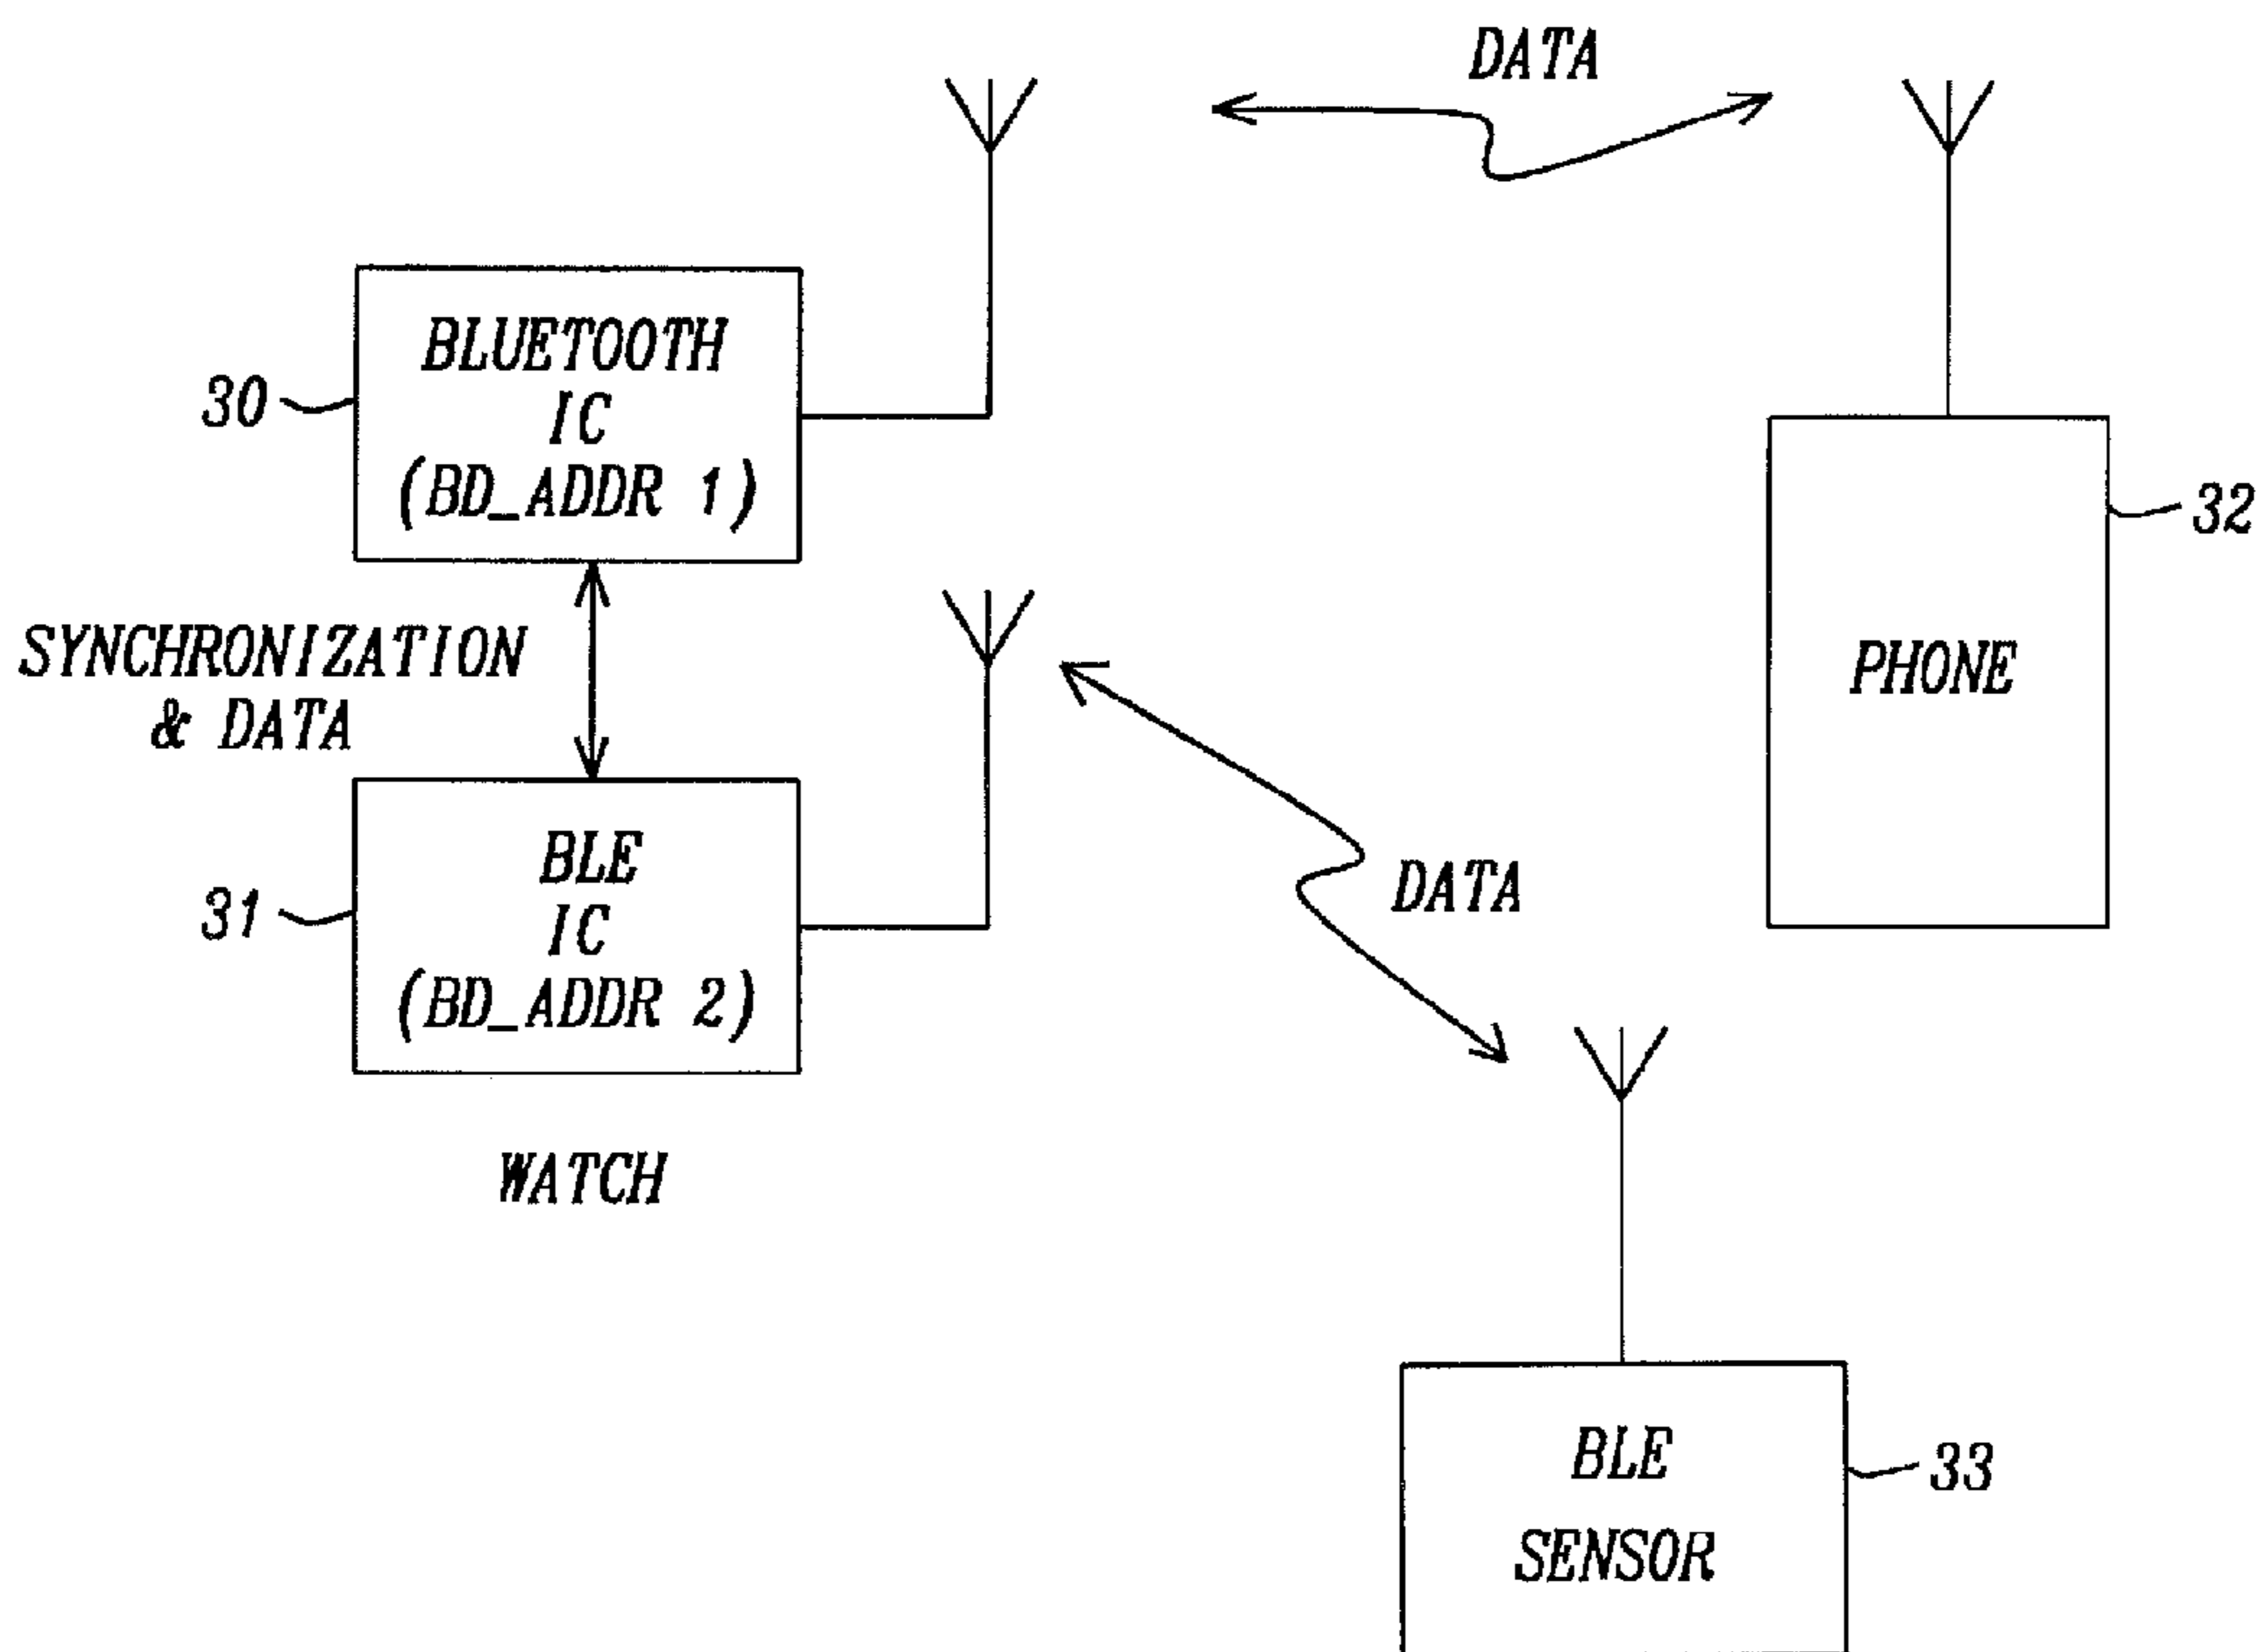 DATA
BLUETOOTH
IC
(BD_ADDR 1)
30
32
SYNCHRONIZATION
& DATA
PHONE
BLE
IC
(BD_ADDR 2)
31
DATA
WATCH
BLE
SENSOR
33